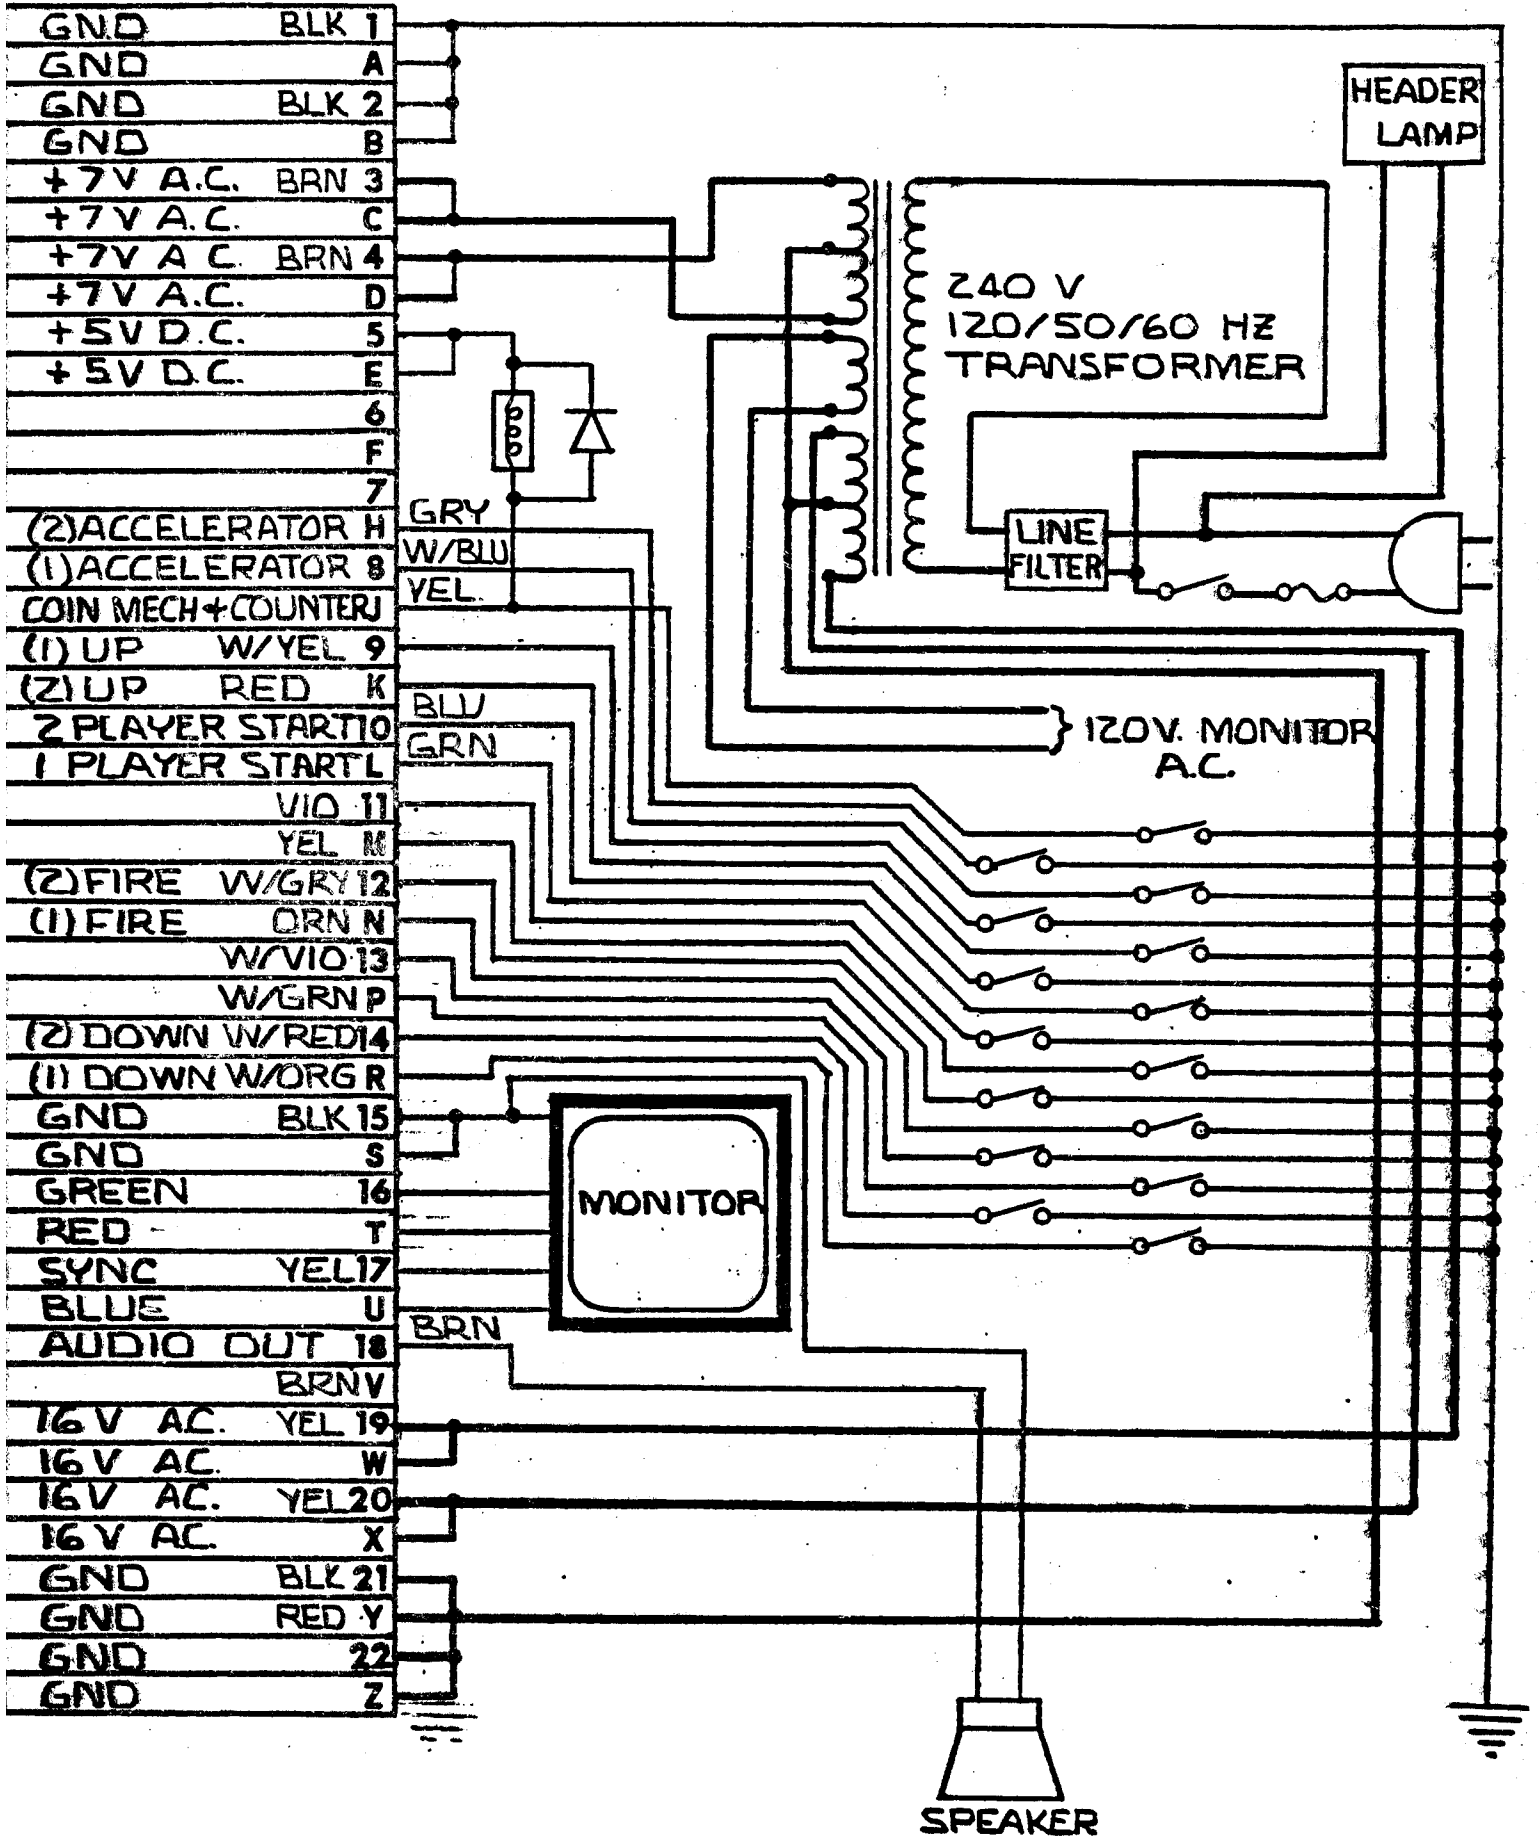 GND BLK 1
GND A
GND BLK 2
GND B
+7V A.C. BRN 3
+7V A.C. C
+7V A C. BRN 4
+7V A.C. D
+5V D.C. 5
+5V D.C. E
6
F
7
(2) ACCELERATOR H GRY
(1) ACCELERATOR 8 W/BLU
COIN MECH + COUNTER J YEL.
(1) UP W/YEL 9
(2) UP RED K
2 PLAYER START 10 BLU
1 PLAYER START L GRN
VIO 11
YEL M
(2) FIRE W/GRY 12
(1) FIRE ORN N
W/VIO 13
W/GRN P
(2) DOWN W/RED 14
(1) DOWN W/ORG R
GND BLK 15
GND S
GREEN 16
RED T
SYNC YEL 17
BLUE U
AUDIO OUT 18 BRN
BRN V
16V AC. YEL 19
16V AC. W
16V AC. YEL 20
16V AC. X
GND BLK 21
GND RED Y
GND 22
GND Z
HEADER
LAMP
240 V
120/50/60 HZ
TRANSFORMER
LINE
FILTER
120V. MONITOR
A.C.
MONITOR
SPEAKER